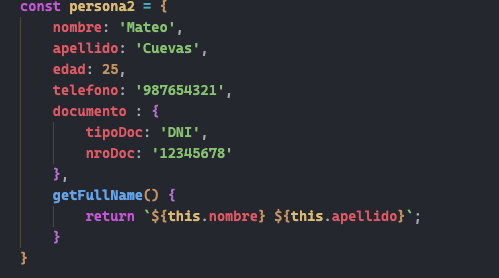 const persona2 = {
    nombre: 'Mateo',
    apellido: 'Cuevas',
    edad: 25,
    telefono: '987654321',
    documento : {
        tipoDoc: 'DNI',
        nroDoc: '12345678'
    },
    getFullName() {
        return `${this.nombre} ${this.apellido}`;
    }
}